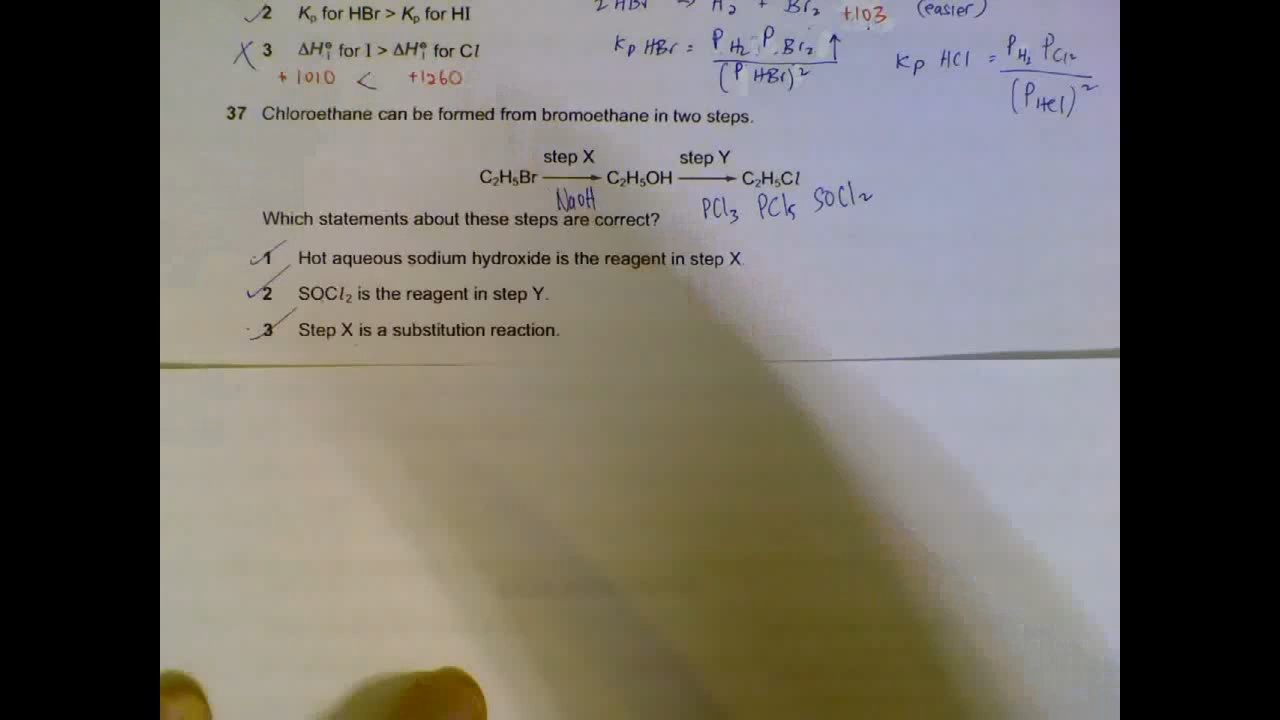 2 HBr → H2 + Br2 +103 (easier)
✓2 Kp for HBr > Kp for HI
Kp HBr = PH2 . PBr2 ↑ / (P HBr)²
Kp HCl = PH2 PCl2 / (PHCl)²
X 3 ΔH°i for I > ΔH°i for Cl
+ 1010 < +1260
37 Chloroethane can be formed from bromoethane in two steps.
step X step Y
C2H5Br → C2H5OH → C2H5Cl
NaOH PCl3 PCl5 SOCl2
Which statements about these steps are correct?
✓1 Hot aqueous sodium hydroxide is the reagent in step X.
✓2 SOCl2 is the reagent in step Y.
✓3 Step X is a substitution reaction.